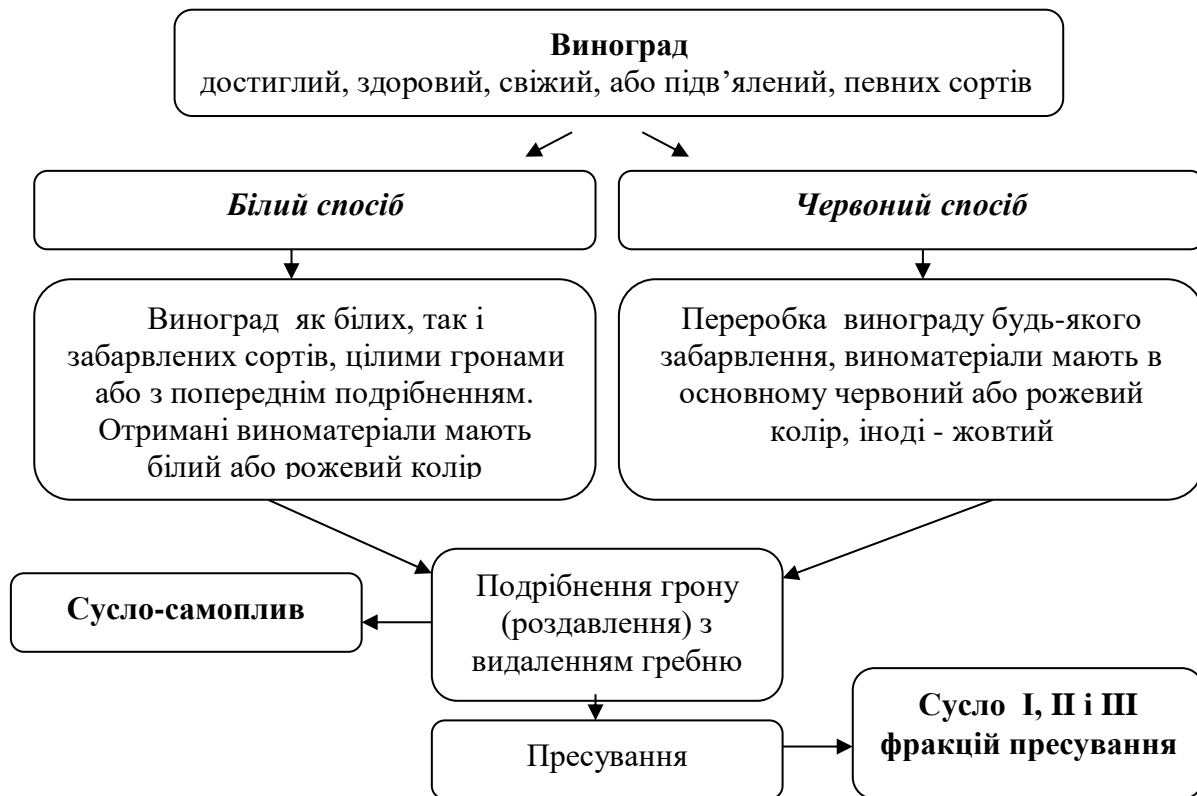 Виноград
достиглий, здоровий, свіжий, або підв’ялений, певних сортів
Білий спосіб
Червоний спосіб
Виноград як білих, так і
забарвлених сортів, цілими гронами
або з попереднім подрібненням.
Отримані виноматеріали мають
білий або рожевий колір
Переробка винограду будь-якого
забарвлення, виноматеріали мають в
основному червоний або рожевий
колір, іноді - жовтий
Сусло-самоплив
Подрібнення грону
(роздавлення) з
видаленням гребню
Пресування
Сусло I, II і III
фракцій пресування